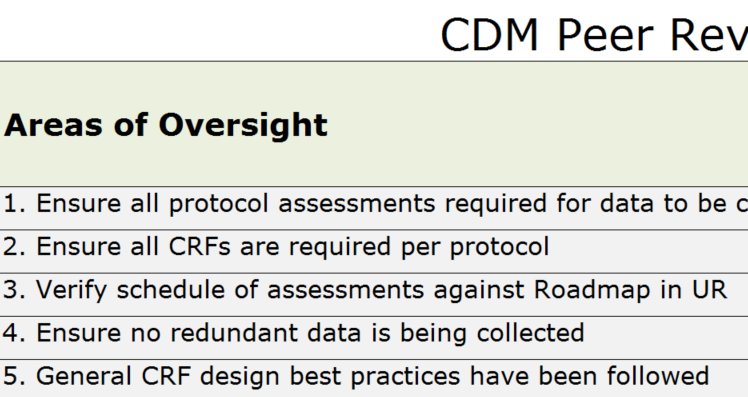 CDM Peer Rev
Areas of Oversight
1. Ensure all protocol assessments required for data to be c
2. Ensure all CRFs are required per protocol
3. Verify schedule of assessments against Roadmap in UR
4. Ensure no redundant data is being collected
5. General CRF design best practices have been followed